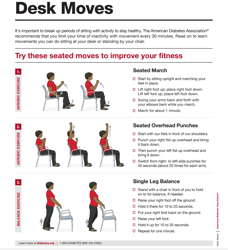 Desk Moves
It's important to break up periods of sitting with activity to stay healthy. The American Diabetes Association®
recommends that you limit your time of inactivity with movement every 30 minutes. Read on to learn
movements you can do sitting at your desk or standing by your chair.
Try these seated moves to improve your fitness
1.
AEROBIC EXERCISE
Seated March
Start by sitting upright and marching your
feet in place.
Lift right foot up; place right foot down.
Lift left foot up; place left foot down.
Swing your arms back and forth with
your elbows bent while you march.
March for about 1 minute.
2.
AEROBIC EXERCISE
Seated Overhead Punches
Start with your fists in front of our shoulders.
Punch your right fist up overhead and bring
it back down.
Then punch your left fist up overhead and
bring it down.
Switch from right- to left-side punches for
45 seconds (about 20 times for each arm).
3.
BALANCE EXERCISE
Single Leg Balance
Stand with a chair in front of you to hold
on to for balance, if needed.
Raise your right foot off the ground.
Hold it there for 10 to 20 seconds.
Put your right foot back on the ground.
Raise your left foot.
Hold it up for 10 to 20 seconds.
Repeat for one minute.
Learn more at diabetes.org | 1-800-DIABETES (800-342-2383)
American Diabetes Association®